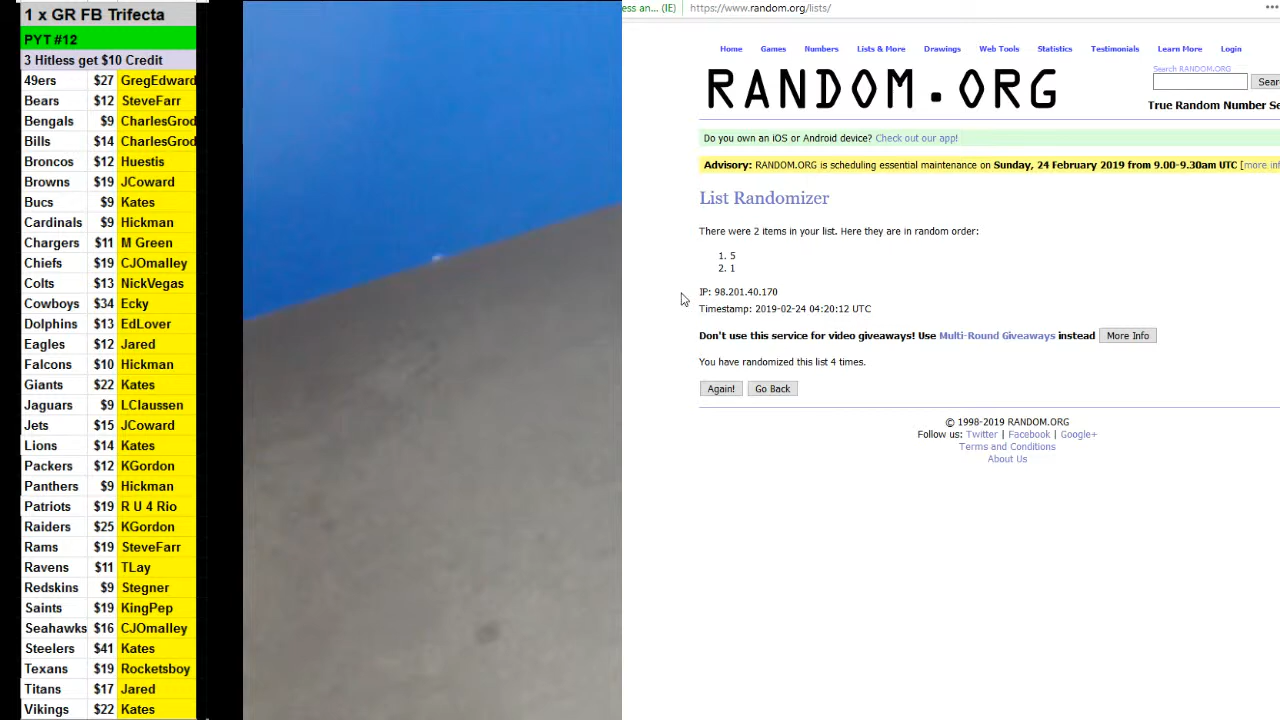 1 x GR FB Trifecta
PYT #12
3 Hitless get $10 Credit
49ers $27 GregEdward
Bears $12 SteveFarr
Bengals $9 CharlesGrod
Bills $14 CharlesGrod
Broncos $12 Huestis
Browns $19 JCoward
Bucs $9 Kates
Cardinals $9 Hickman
Chargers $11 M Green
Chiefs $19 CJOmalley
Colts $13 NickVegas
Cowboys $34 Ecky
Dolphins $13 EdLover
Eagles $12 Jared
Falcons $10 Hickman
Giants $22 Kates
Jaguars $9 LClaussen
Jets $15 JCoward
Lions $14 Kates
Packers $12 KGordon
Panthers $9 Hickman
Patriots $19 R U 4 Rio
Raiders $25 KGordon
Rams $19 SteveFarr
Ravens $11 TLay
Redskins $9 Stegner
Saints $19 KingPep
Seahawks $16 CJOmalley
Steelers $41 Kates
Texans $19 Rocketsboy
Titans $17 Jared
Vikings $22 Kates
ess an... (IE) https://www.random.org/lists/
Home Games Numbers Lists & More Drawings Web Tools Statistics Testimonials Learn More Login
Search RANDOM.ORG
RANDOM.ORG
Sear
True Random Number Se
Do you own an iOS or Android device? Check out our app!
Advisory: RANDOM.ORG is scheduling essential maintenance on Sunday, 24 February 2019 from 9.00-9.30am UTC [more inf
List Randomizer
There were 2 items in your list. Here they are in random order:
1. 5
2. 1
IP: 98.201.40.170
Timestamp: 2019-02-24 04:20:12 UTC
Don't use this service for video giveaways! Use Multi-Round Giveaways instead More Info
You have randomized this list 4 times.
Again! Go Back
© 1998-2019 RANDOM.ORG
Follow us: Twitter | Facebook | Google+
Terms and Conditions
About Us